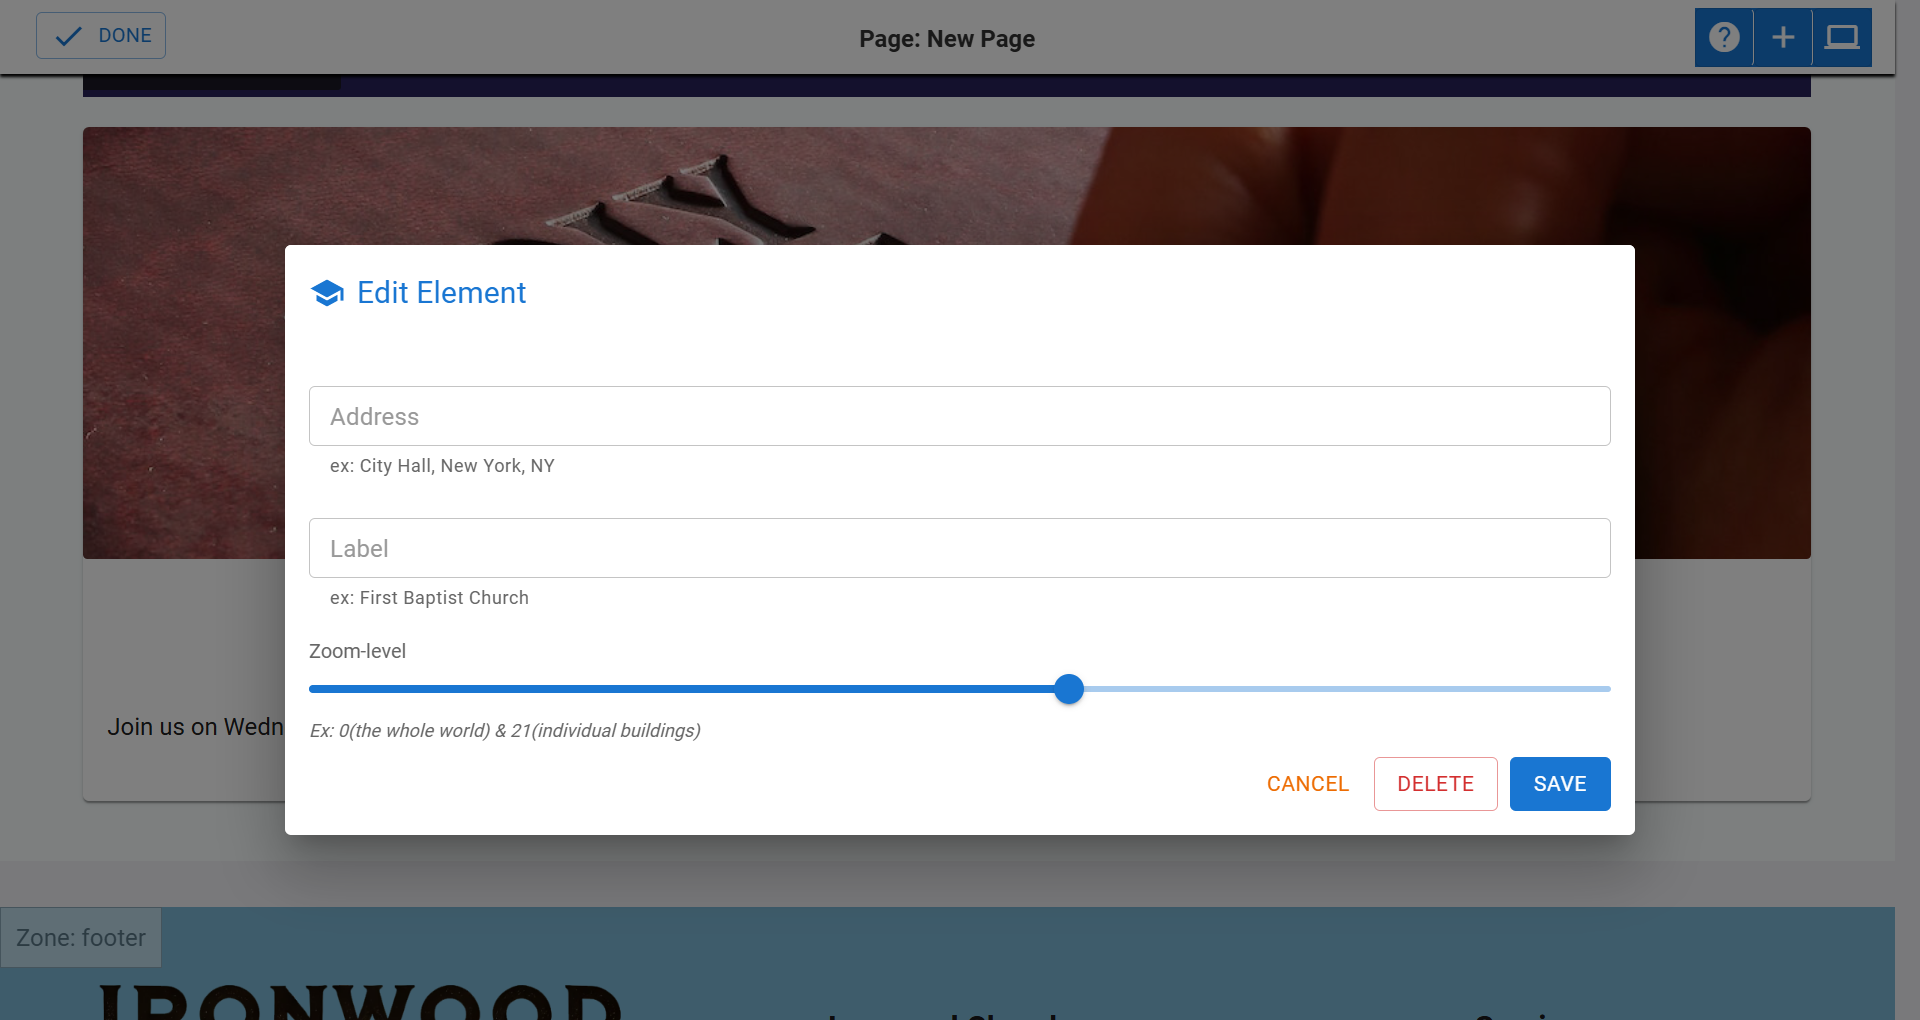 DONE
Page: New Page
Edit Element
Address
ex: City Hall, New York, NY
Label
ex: First Baptist Church
Zoom-level
Ex: 0(the whole world) & 21(individual buildings)
Join us on Wedn
CANCEL
DELETE
SAVE
Zone: footer
IRONWOOD